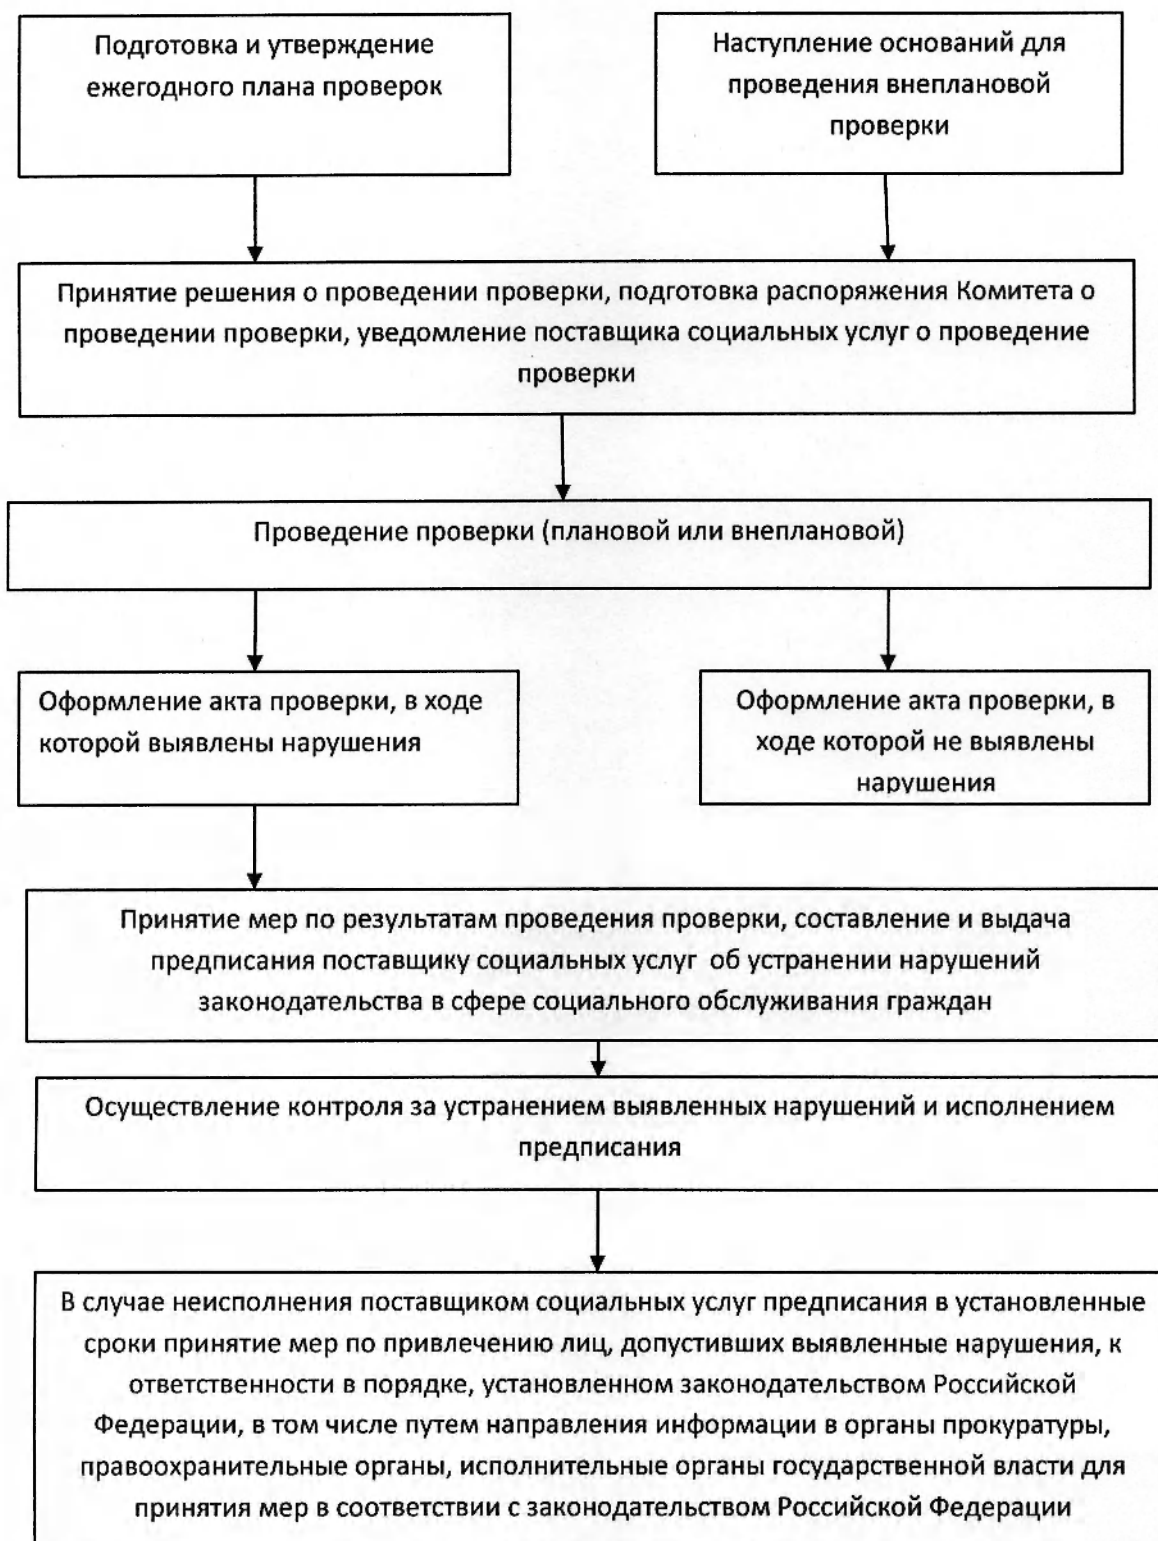 Подготовка и утверждение
ежегодного плана проверок
Наступление оснований для
проведения внеплановой
проверки
Принятие решения о проведении проверки, подготовка распоряжения Комитета о
проведении проверки, уведомление поставщика социальных услуг о проведение
проверки
Проведение проверки (плановой или внеплановой)
Оформление акта проверки, в ходе
которой выявлены нарушения
Оформление акта проверки, в
ходе которой не выявлены
нарушения
Принятие мер по результатам проведения проверки, составление и выдача
предписания поставщику социальных услуг об устранении нарушений
законодательства в сфере социального обслуживания граждан
Осуществление контроля за устранением выявленных нарушений и исполнением
предписания
В случае неисполнения поставщиком социальных услуг предписания в установленные
сроки принятие мер по привлечению лиц, допустивших выявленные нарушения, к
ответственности в порядке, установленном законодательством Российской
Федерации, в том числе путем направления информации в органы прокуратуры,
правоохранительные органы, исполнительные органы государственной власти для
принятия мер в соответствии с законодательством Российской Федерации